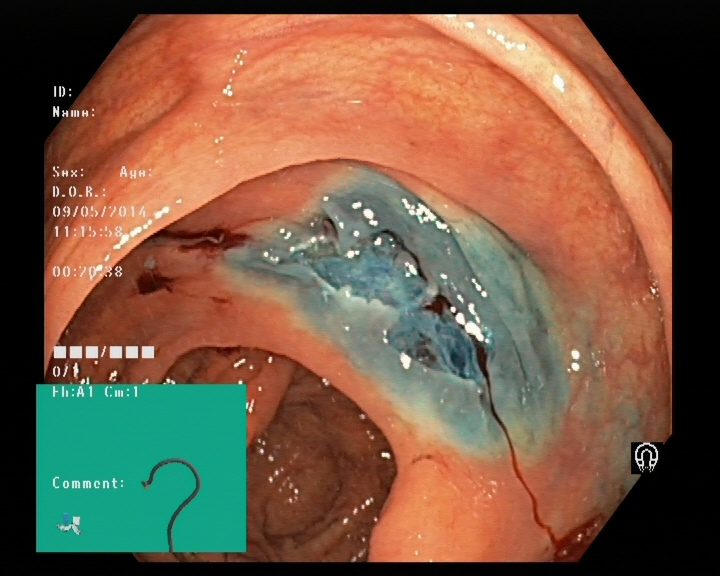 ID:
Name:
Sex: Age:
D.O.B.:
09/05/2014
11:15:58
00:20:38
■■■/■■■
0/1
Eh:A1 Cm:1
Comment: